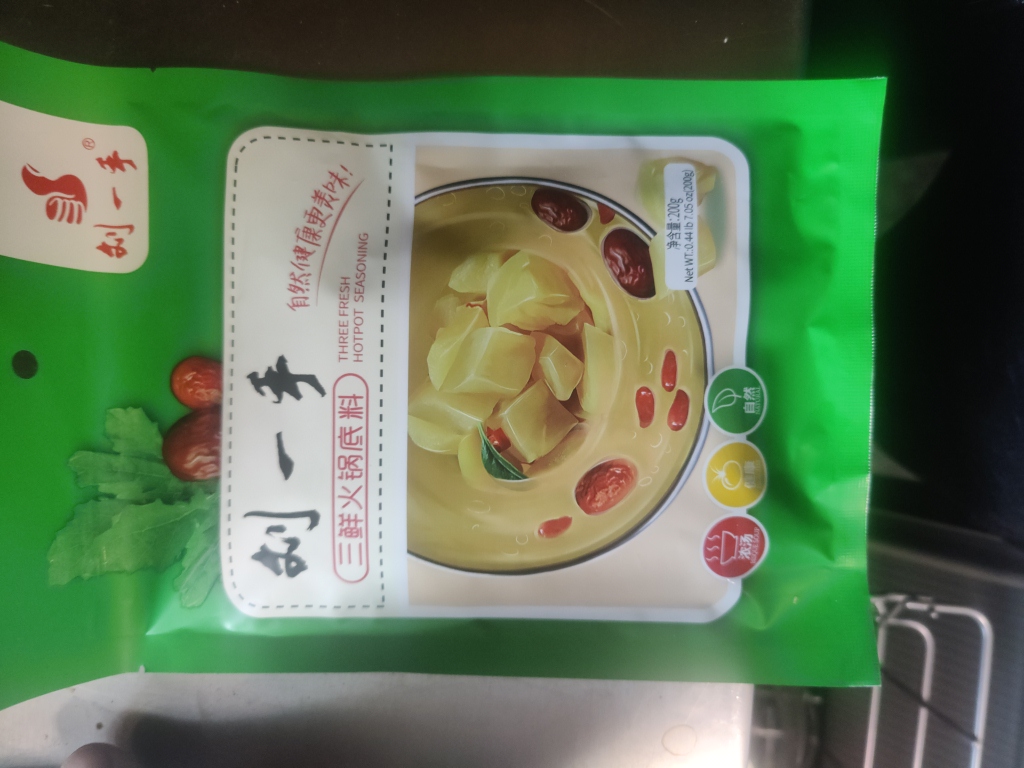 刘一手
®
自然健康更美味!
刘一手
三鲜火锅底料
THREE FRESH
HOTPOT SEASONING
净含量:200g
Net WT.:0.44 lb 7.05 oz(200g)
自然
健康
浓汤